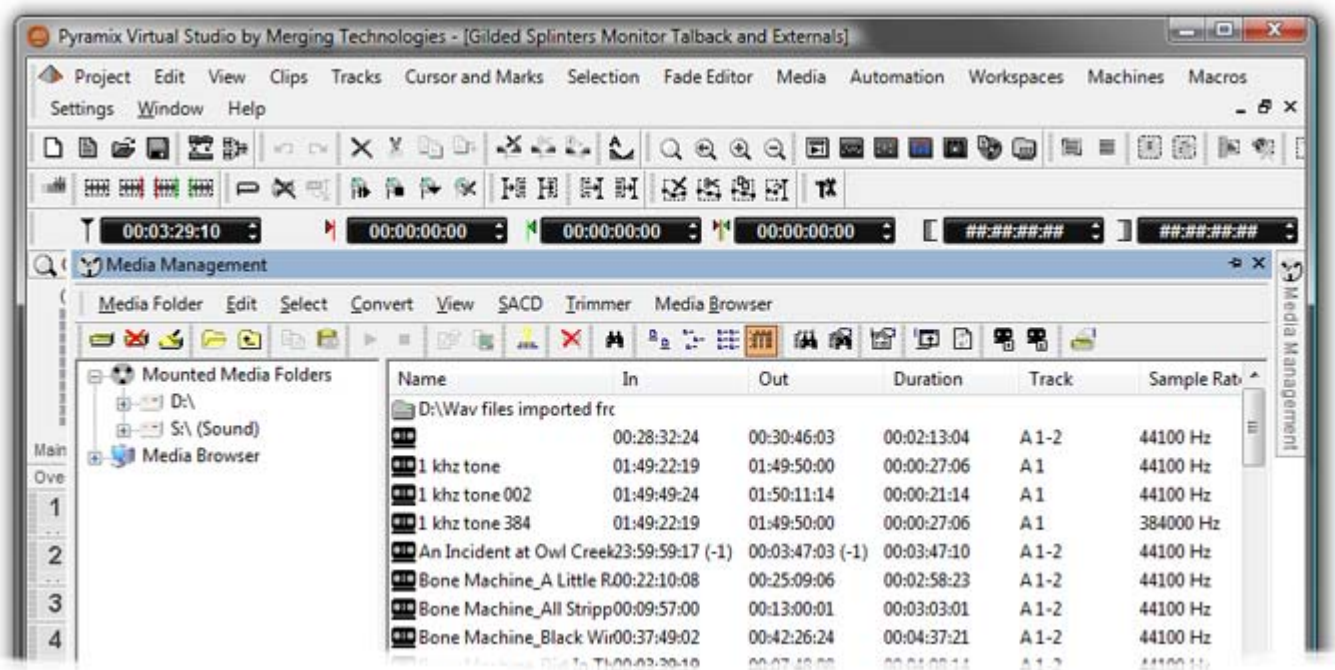 Pyramix Virtual Studio by Merging Technologies - [Gilded Splinters Monitor Talback and Externals]
Project Edit View Clips Tracks Cursor and Marks Selection Fade Editor Media Automation Workspaces Machines Macros
Settings Window Help
00:03:29:10 00:00:00:00 00:00:00:00 00:00:00:00 ##:##:##:## ##:##:##:##
Media Management
Media Folder Edit Select Convert View SACD Trimmer Media Browser
Mounted Media Folders
D:\
S:\ (Sound)
Media Browser
Name In Out Duration Track Sample Rat
D:\Wav files imported frc
00:28:32:24 00:30:46:03 00:02:13:04 A 1-2 44100 Hz
1 khz tone 01:49:22:19 01:49:50:00 00:00:27:06 A 1 44100 Hz
1 khz tone 002 01:49:49:24 01:50:11:14 00:00:21:14 A 1 44100 Hz
1 khz tone 384 01:49:22:19 01:49:50:00 00:00:27:06 A 1 384000 Hz
An Incident at Owl Creek 23:59:59:17 (-1) 00:03:47:03 (-1) 00:03:47:10 A 1-2 44100 Hz
Bone Machine_A Little R 00:22:10:08 00:25:09:06 00:02:58:23 A 1-2 44100 Hz
Bone Machine_All Stripp 00:09:57:00 00:13:00:01 00:03:03:01 A 1-2 44100 Hz
Bone Machine_Black Wir 00:37:49:02 00:42:26:24 00:04:37:21 A 1-2 44100 Hz
Main
Ove
1
2
3
4
Media Management